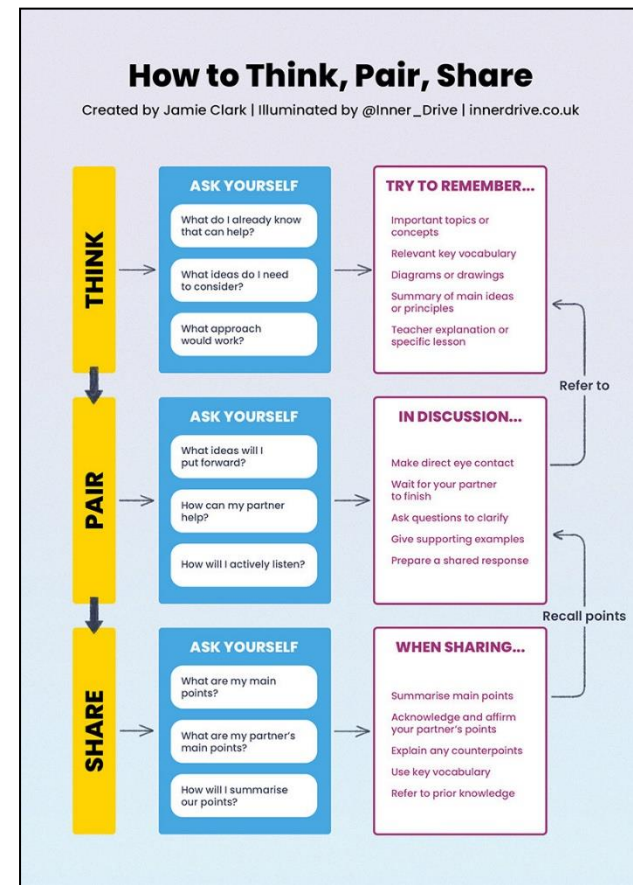 How to Think, Pair, Share
Created by Jamie Clark | Illuminated by @Inner_Drive | innerdrive.co.uk
THINK
ASK YOURSELF
What do I already know
that can help?
What ideas do I need
to consider?
What approach
would work?
TRY TO REMEMBER...
Important topics or
concepts
Relevant key vocabulary
Diagrams or drawings
Summary of main ideas
or principles
Teacher explanation or
specific lesson
Refer to
PAIR
ASK YOURSELF
What ideas will I
put forward?
How can my partner
help?
How will I actively listen?
IN DISCUSSION...
Make direct eye contact
Wait for your partner
to finish
Ask questions to clarify
Give supporting examples
Prepare a shared response
Recall points
SHARE
ASK YOURSELF
What are my main
points?
What are my partner's
main points?
How will I summarise
our points?
WHEN SHARING...
Summarise main points
Acknowledge and affirm
your partner's points
Explain any counterpoints
Use key vocabulary
Refer to prior knowledge